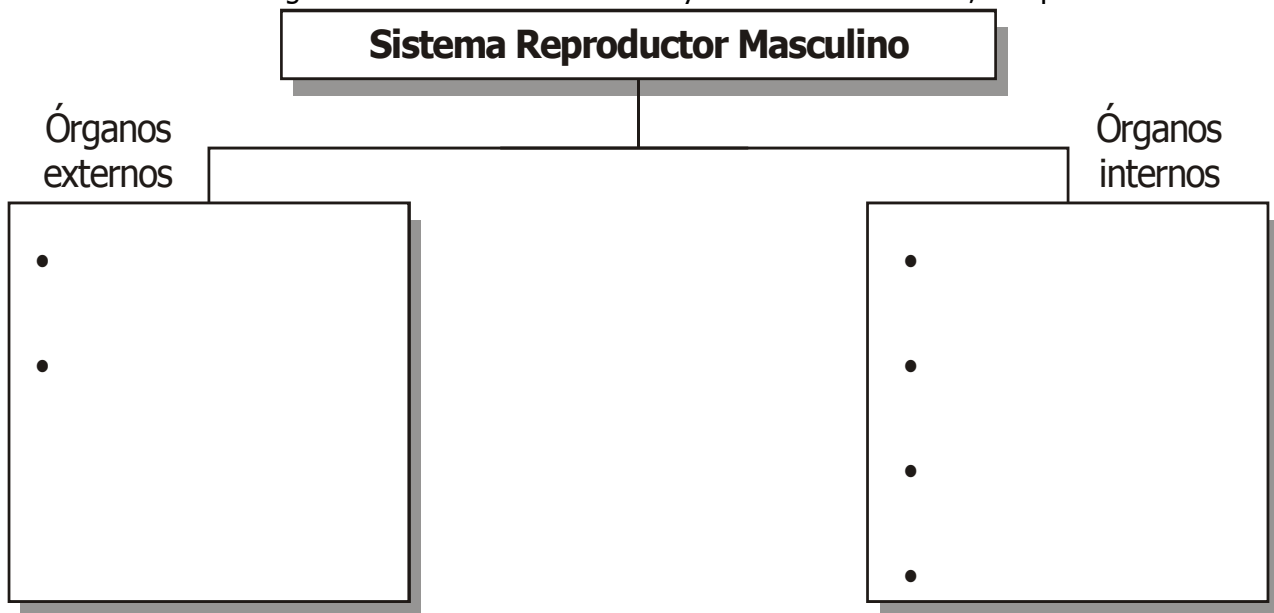 Sistema Reproductor Masculino
Órganos
externos
Órganos
internos
•
•
•
•
•
•